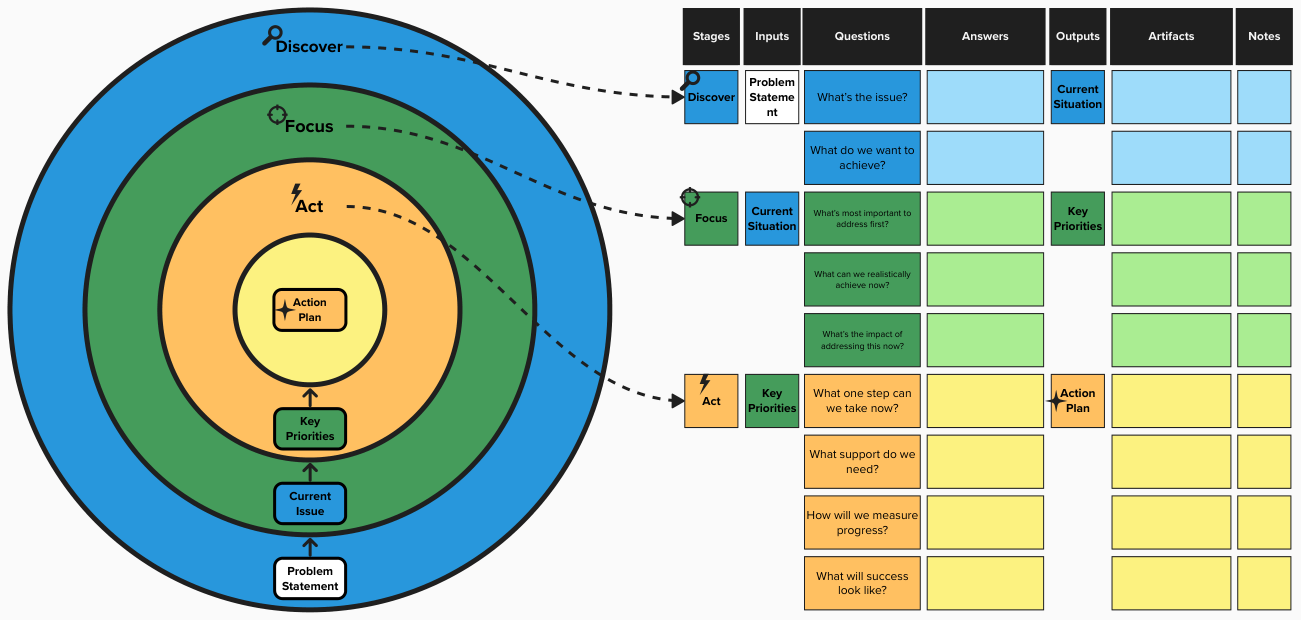 Discover
Focus
Act
Action
Plan
Key
Priorities
Current
Issue
Problem
Statement
Stages Inputs Questions Answers Outputs Artifacts Notes
Discover
Problem
Stateme
nt
What's the issue?
Current
Situation
What do we want to
achieve?
Focus
Current
Situation
What's most important to
address first?
Key
Priorities
What can we realistically
achieve now?
What's the impact of
addressing this now?
Act
Key
Priorities
What one step can
we take now?
Action
Plan
What support do we
need?
How will we measure
progress?
What will success
look like?